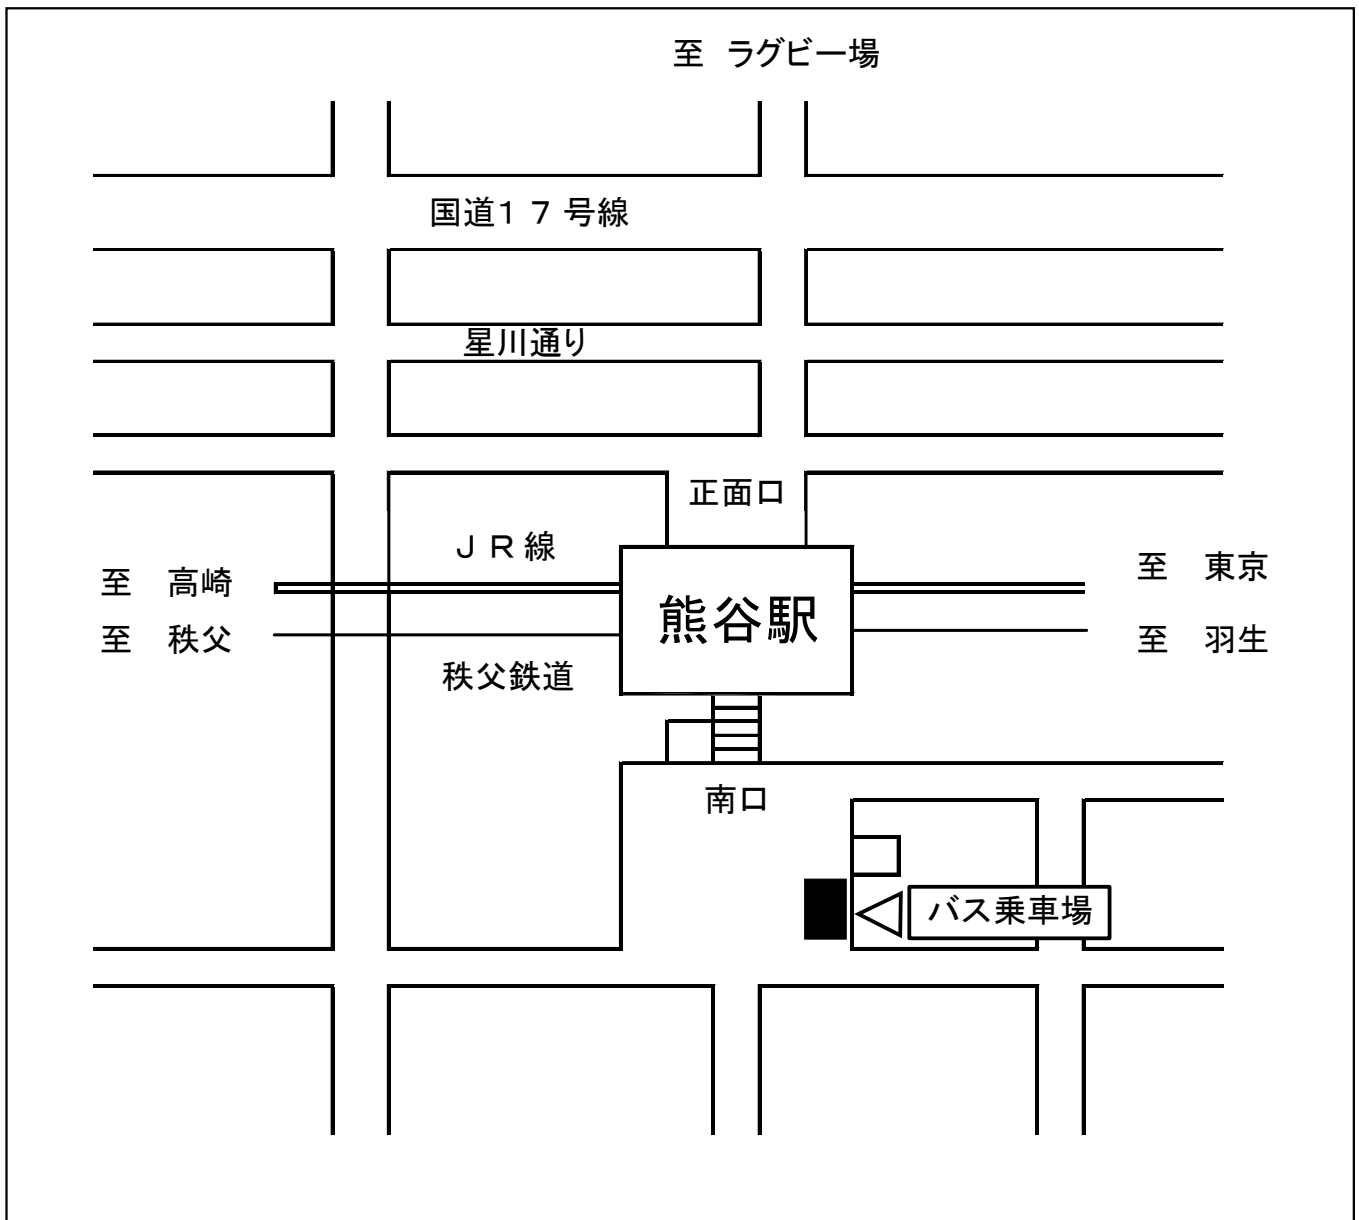 至　ラグビー場
国道１７号線
星川通り
正面口
ＪＲ線
至　高崎
至　東京
熊谷駅
至　秩父
至　羽生
秩父鉄道
南口
バス乗車場